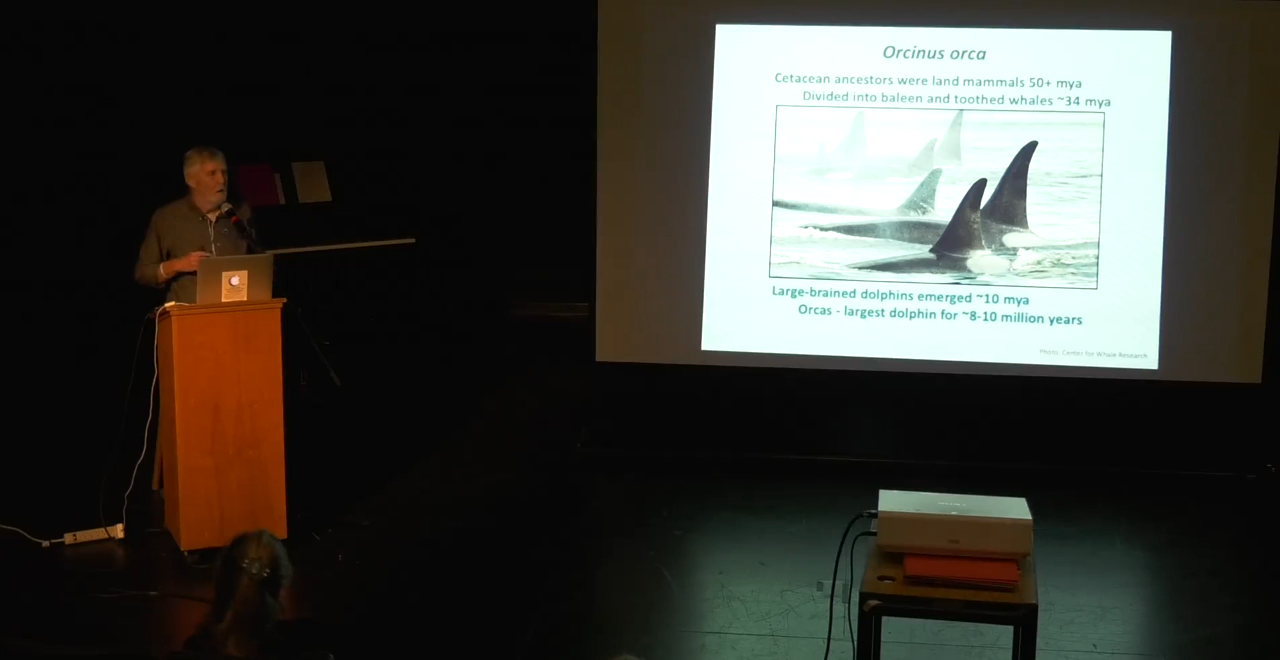 Orcinus orca
Cetacean ancestors were land mammals 50+ mya
Divided into baleen and toothed whales ~34 mya
Large-brained dolphins emerged ~10 mya
Orcas - largest dolphin for ~8-10 million years
Photo: Center for Whale Research